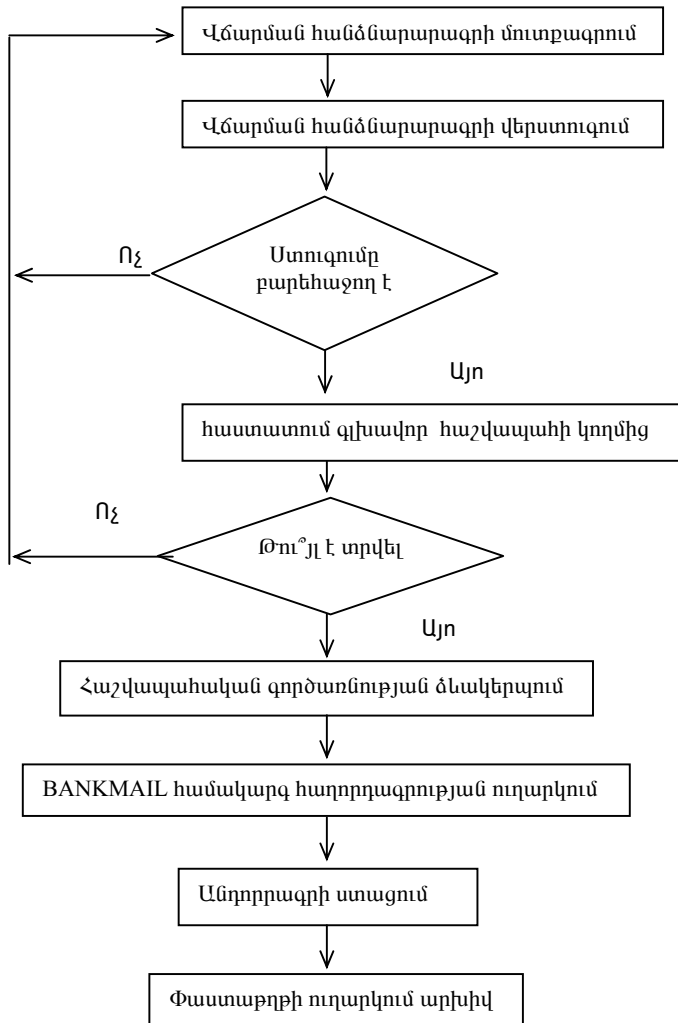 Վճարման հանձնարարագրի մուտքագրում
Վճարման հանձնարարագրի վերստուգում
Ստուգումը
բարեհաջող է
Ոչ
Այո
հաստատում գլխավոր հաշվապահի կողմից
Ոչ
Թու՞յլ է տրվել
Այո
Հաշվապահական գործառնության ձևակերպում
BANKMAIL համակարգ հաղորդագրության ուղարկում
Անդորրագրի ստացում
Փաստաթղթի ուղարկում արխիվ